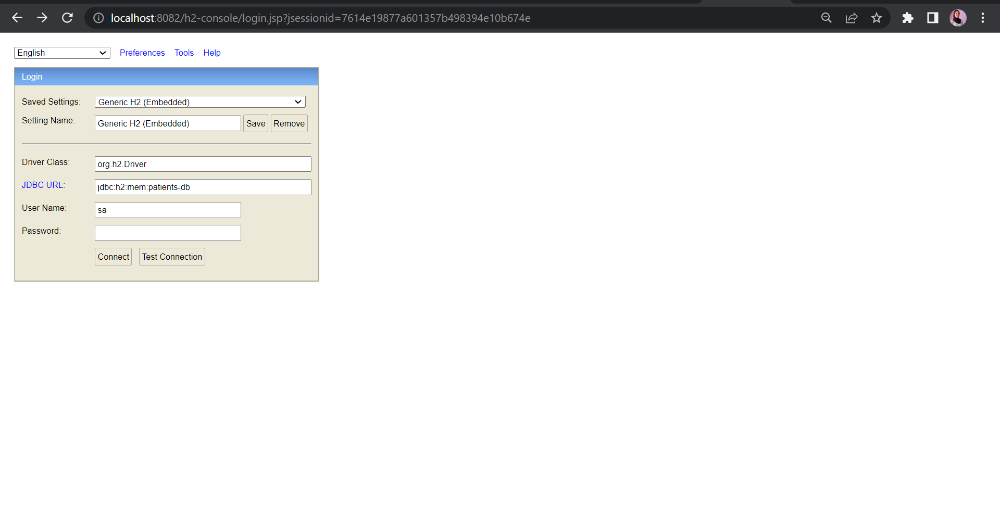 localhost:8082/h2-console/login.jsp?jsessionid=7614e19877a601357b498394e10b674e
English Preferences Tools Help
Login
Saved Settings: Generic H2 (Embedded)
Setting Name: Generic H2 (Embedded) Save Remove
Driver Class: org.h2.Driver
JDBC URL: jdbc:h2:mem:patients-db
User Name: sa
Password:
Connect Test Connection